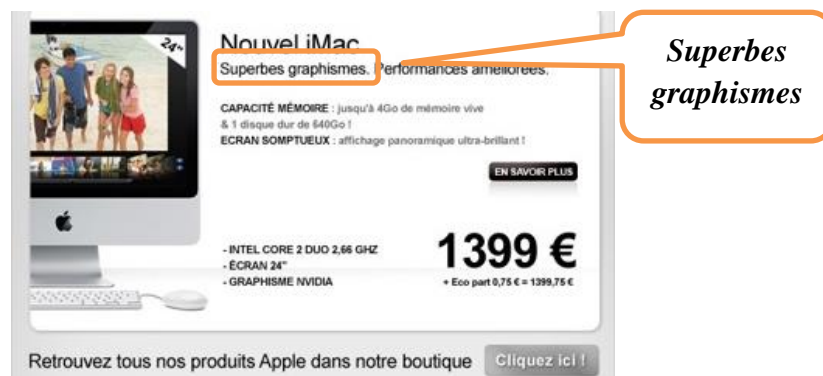 24"
Nouvel iMac
Superbes graphismes. Performances améliorées.
Superbes
graphismes
CAPACITÉ MÉMOIRE : jusqu'à 4Go de mémoire vive
& 1 disque dur de 640Go !
ECRAN SOMPTUEUX : affichage panoramique ultra-brillant !
EN SAVOIR PLUS
- INTEL CORE 2 DUO 2,66 GHZ
- ÉCRAN 24"
- GRAPHISME NVIDIA
1399 €
+ Eco part 0,75 € = 1399,75 €
Retrouvez tous nos produits Apple dans notre boutique
Cliquez ici !